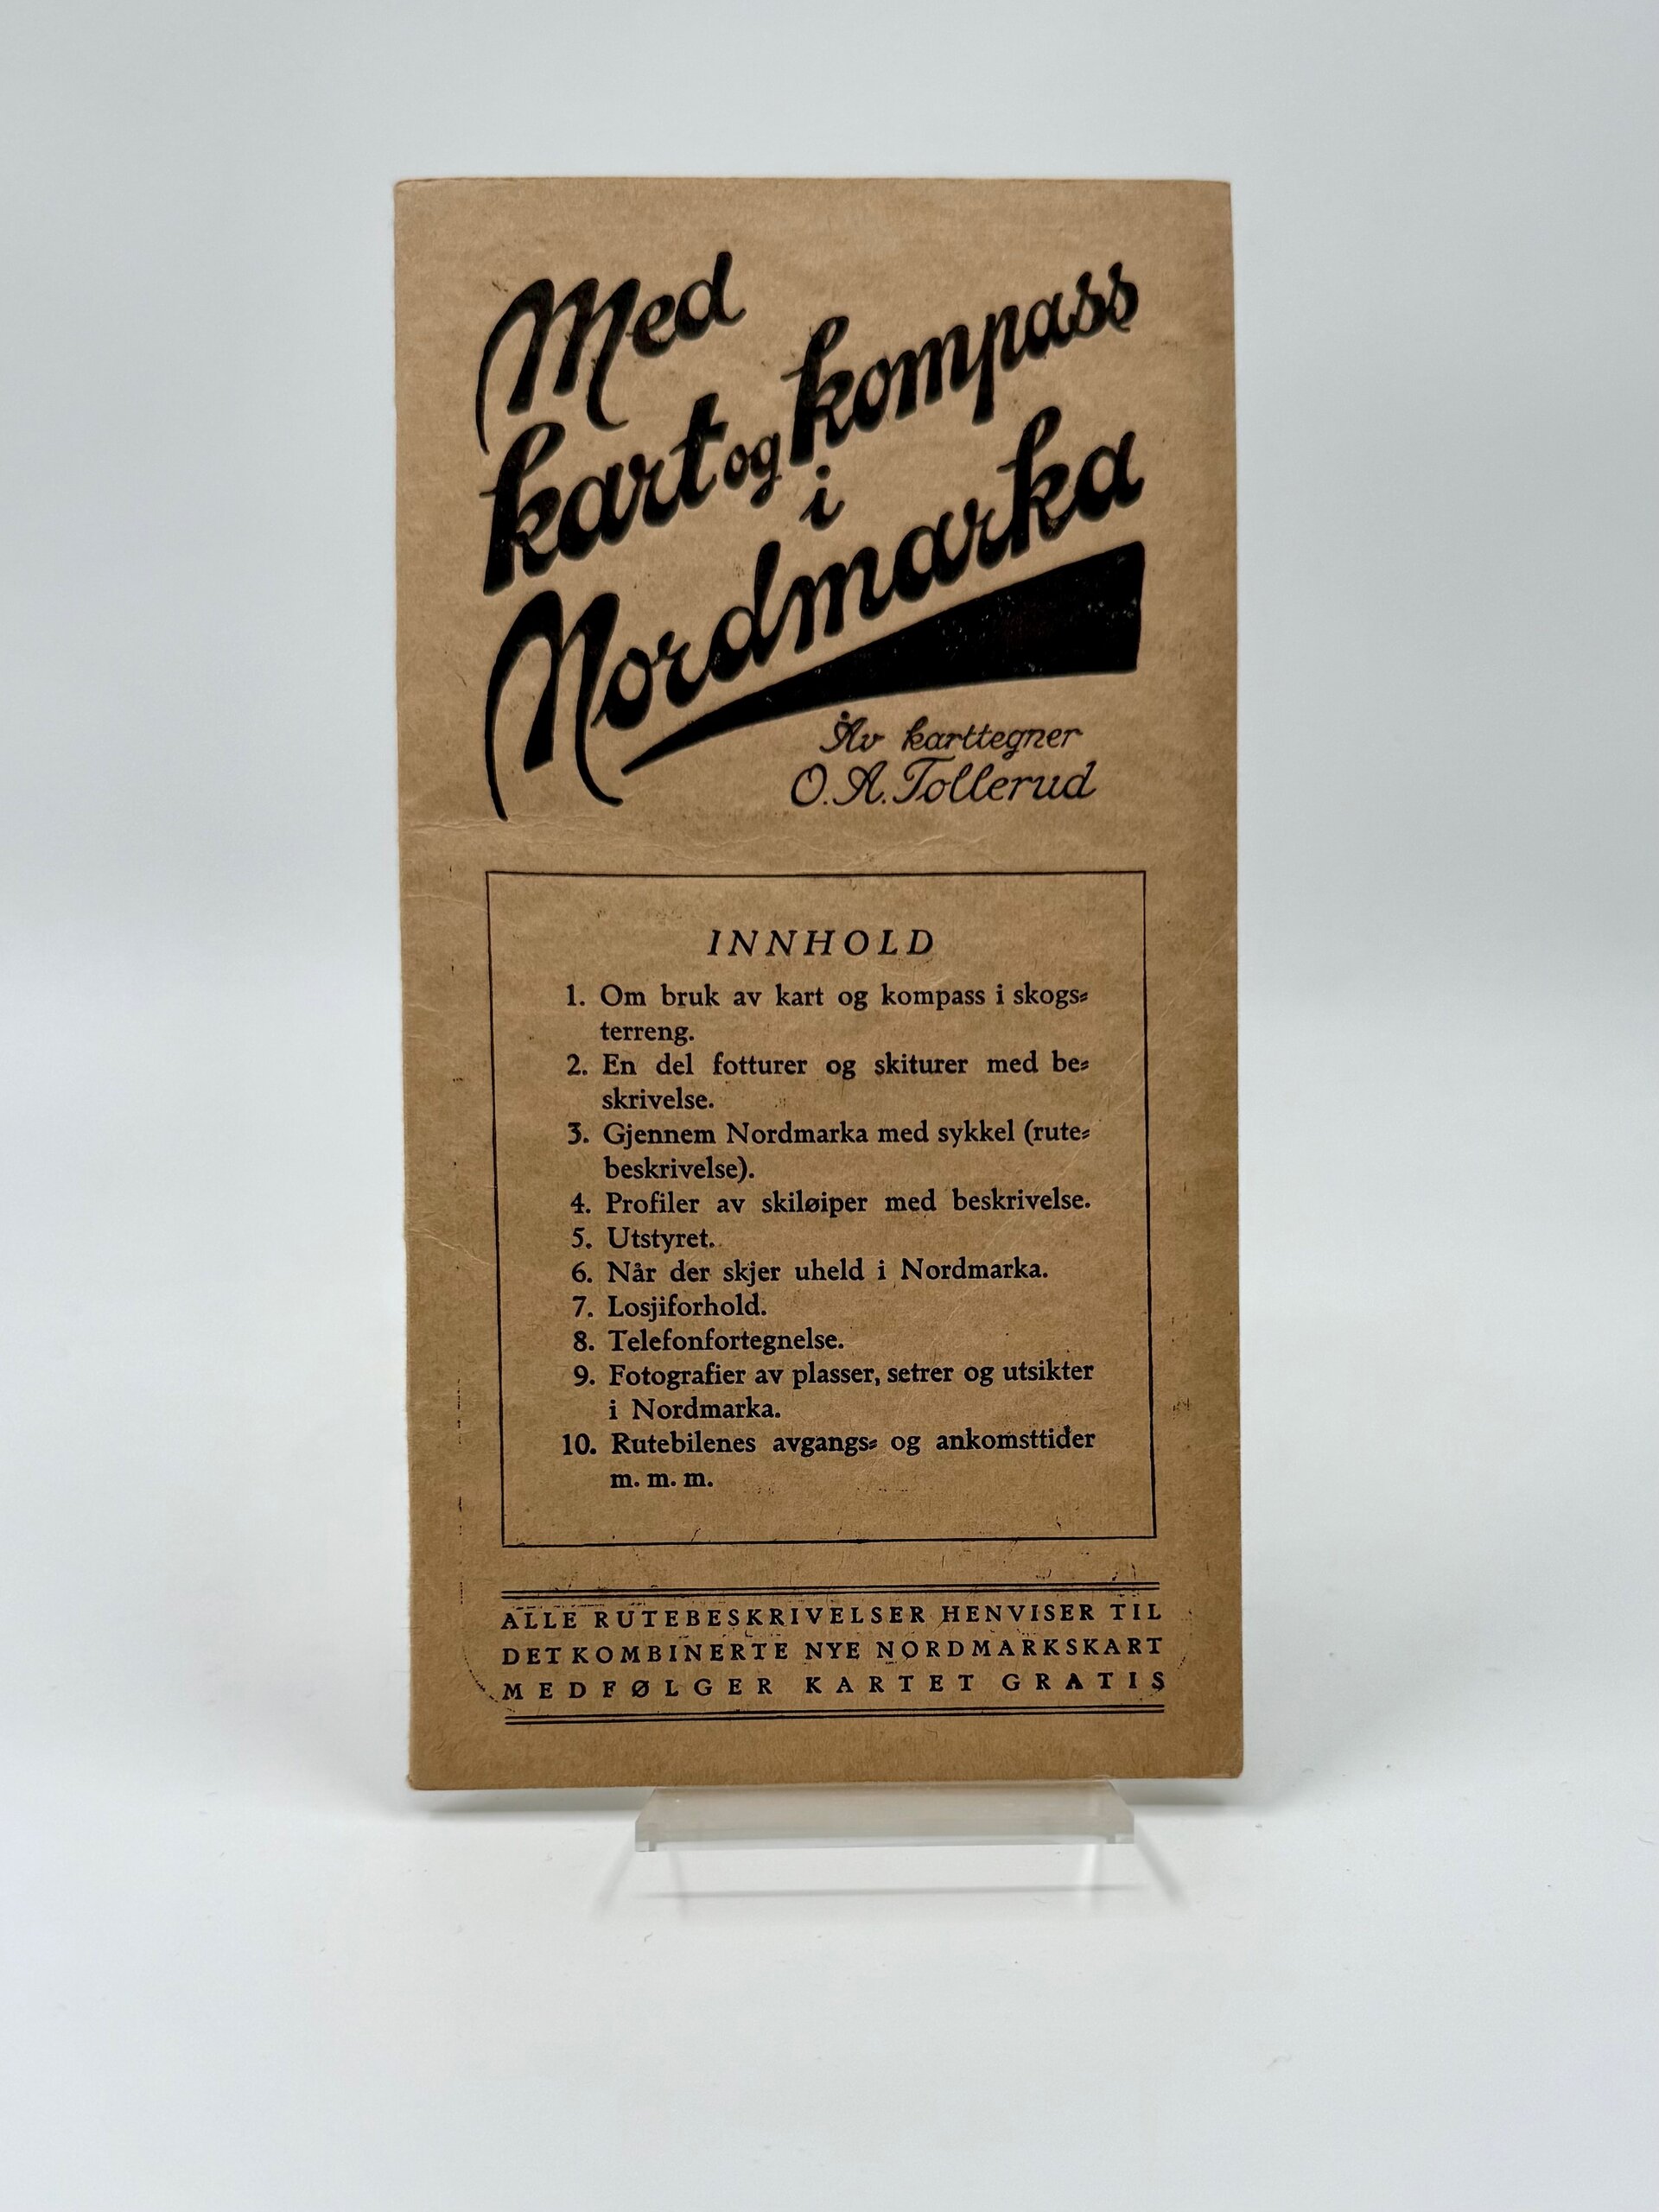 Med
kart og kompass
i
Nordmarka
Av karttegner
O. A. Tollerud
INNHOLD
1. Om bruk av kart og kompass i skogs-
terreng.
2. En del fotturer og skiturer med be-
skrivelse.
3. Gjennem Nordmarka med sykkel (rute-
beskrivelse).
4. Profiler av skiløiper med beskrivelse.
5. Utstyret.
6. Når der skjer uheld i Nordmarka.
7. Losjiforhold.
8. Telefonfortegnelse.
9. Fotografier av plasser, setrer og utsikter
i Nordmarka.
10. Rutebilenes avgangs- og ankomsttider
m. m. m.
ALLE RUTEBESKRIVELSER HENVISER TIL
DET KOMBINERTE NYE NORDMARKSKART
MEDFØLGER KARTET GRATIS